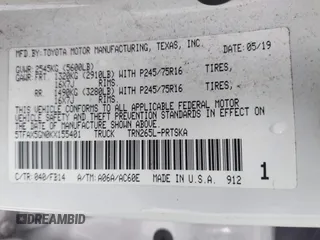 MFD. BY: TOYOTA MOTOR MANUFACTURING, TEXAS, INC. 05/19
GVWR: 2545KG (5600LB)
GAWR: FRT. 1320KG (2910LB) WITH P245/75R16 TIRES,
16X7J RIMS
RR 1490KG (3280LB) WITH P245/75R16 TIRES,
16X7J RIMS
THIS VEHICLE CONFORMS TO ALL APPLICABLE FEDERAL MOTOR
VEHICLE SAFETY AND THEFT PREVENTION STANDARDS IN EFFECT ON
THE DATE OF MANUFACTURE SHOWN ABOVE.
TRUCK TRN265L-PRTSKA
C/TR: 040/FB14 A/TM: A06A/AC60E MADE IN U.S.A. 912 1
DREAMBID